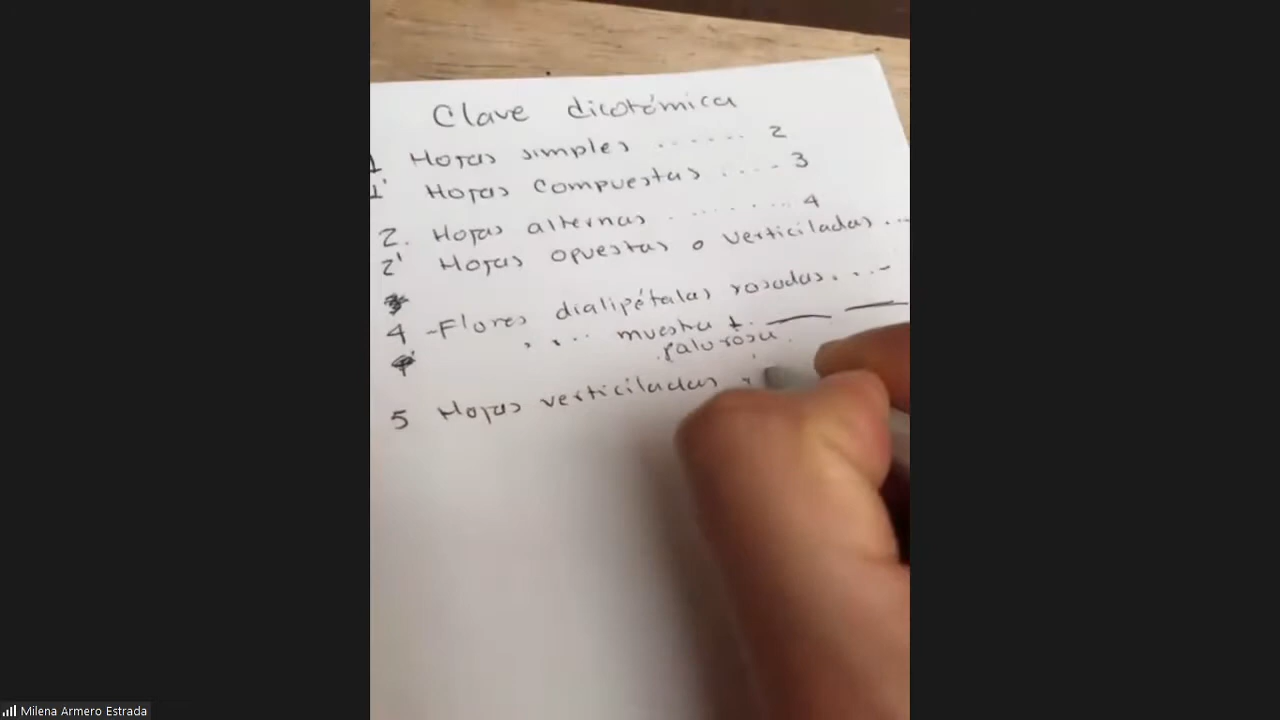 Clave dicotómica
1 Hojas simples ....... 2
1' Hojas compuestas ..... 3
2. Hojas alternas .......... 4
2' Hojas opuestas o verticiladas ...
4 -Flores dialipétalas rosadas. ..-
muestra 1.
palo rosa
5 Hojas verticiladas
Milena Armero Estrada